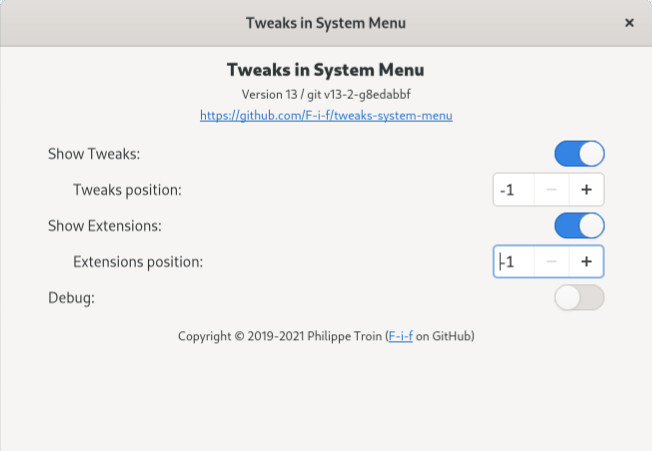 Tweaks in System Menu
Tweaks in System Menu
Version 13 / git v13-2-g8edabbf
https://github.com/F-i-f/tweaks-system-menu
Show Tweaks:
Tweaks position: -1 − +
Show Extensions:
Extensions position: -1 − +
Debug:
Copyright © 2019-2021 Philippe Troin (F-i-f on GitHub)